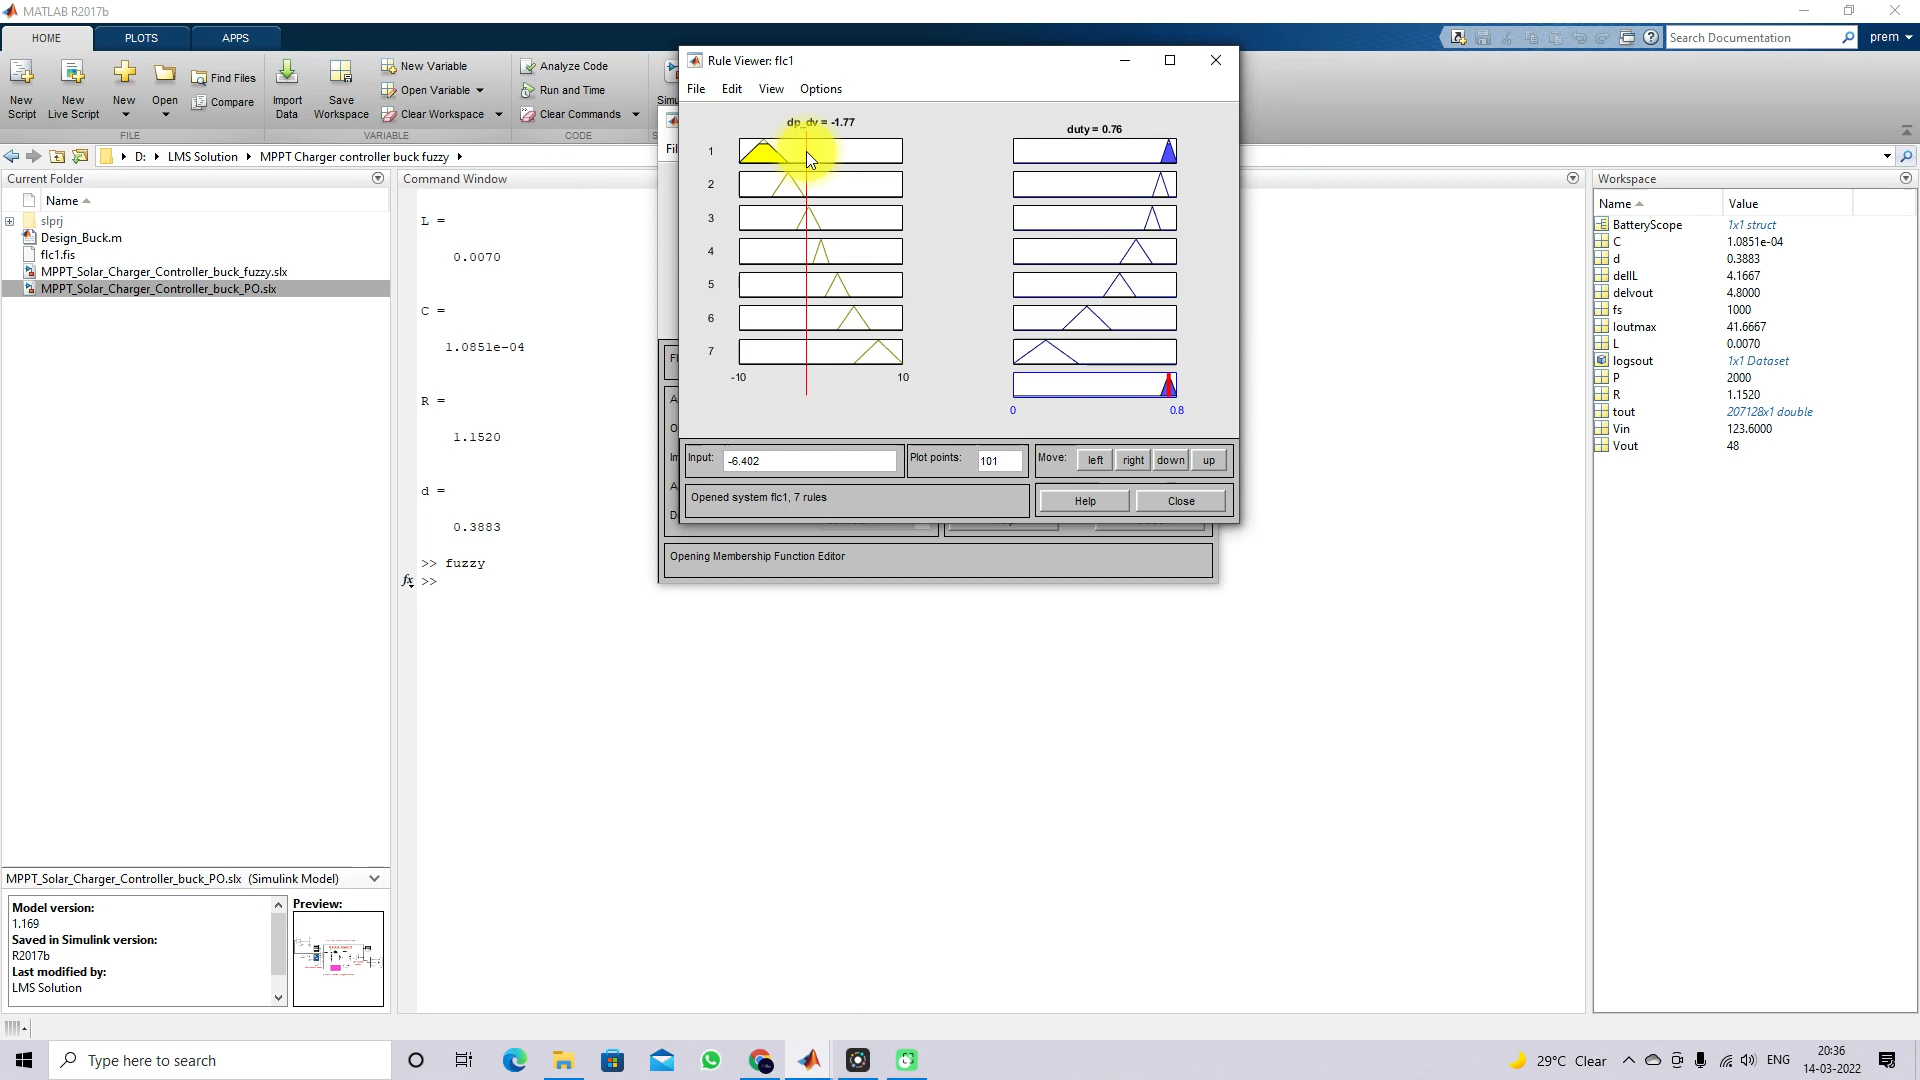 MATLAB R2017b
HOME
PLOTS
APPS
Search Documentation
prem
New Script
New Live Script
New
Open
Find Files
Compare
Import Data
Save Workspace
New Variable
Open Variable
Clear Workspace
Analyze Code
Run and Time
Clear Commands
Simu
FILE
VARIABLE
CODE
S
D:
LMS Solution
MPPT Charger controller buck fuzzy
Current Folder
Name
slprj
Design_Buck.m
flc1.fis
MPPT_Solar_Charger_Controller_buck_fuzzy.slx
MPPT_Solar_Charger_Controller_buck_PO.slx
Command Window
L =
0.0070
C =
1.0851e-04
R =
1.1520
d =
0.3883
>> fuzzy
fx
>>
Rule Viewer: flc1
File
Edit
View
Options
dp_dv = -1.77
duty = 0.76
1
2
3
4
5
6
7
-10
10
0
0.8
Input:
-6.402
Plot points:
101
Move:
left
right
down
up
Opened system flc1, 7 rules
Help
Close
Opening Membership Function Editor
Workspace
Name
Value
BatteryScope
1x1 struct
C
1.0851e-04
d
0.3883
dellL
4.1667
delvout
4.8000
fs
1000
Ioutmax
41.6667
L
0.0070
logsout
1x1 Dataset
P
2000
R
1.1520
tout
207128x1 double
Vin
123.6000
Vout
48
MPPT_Solar_Charger_Controller_buck_PO.slx (Simulink Model)
Model version:
1.169
Saved in Simulink version:
R2017b
Last modified by:
LMS Solution
Preview:
Type here to search
29°C Clear
ENG
20:36
14-03-2022